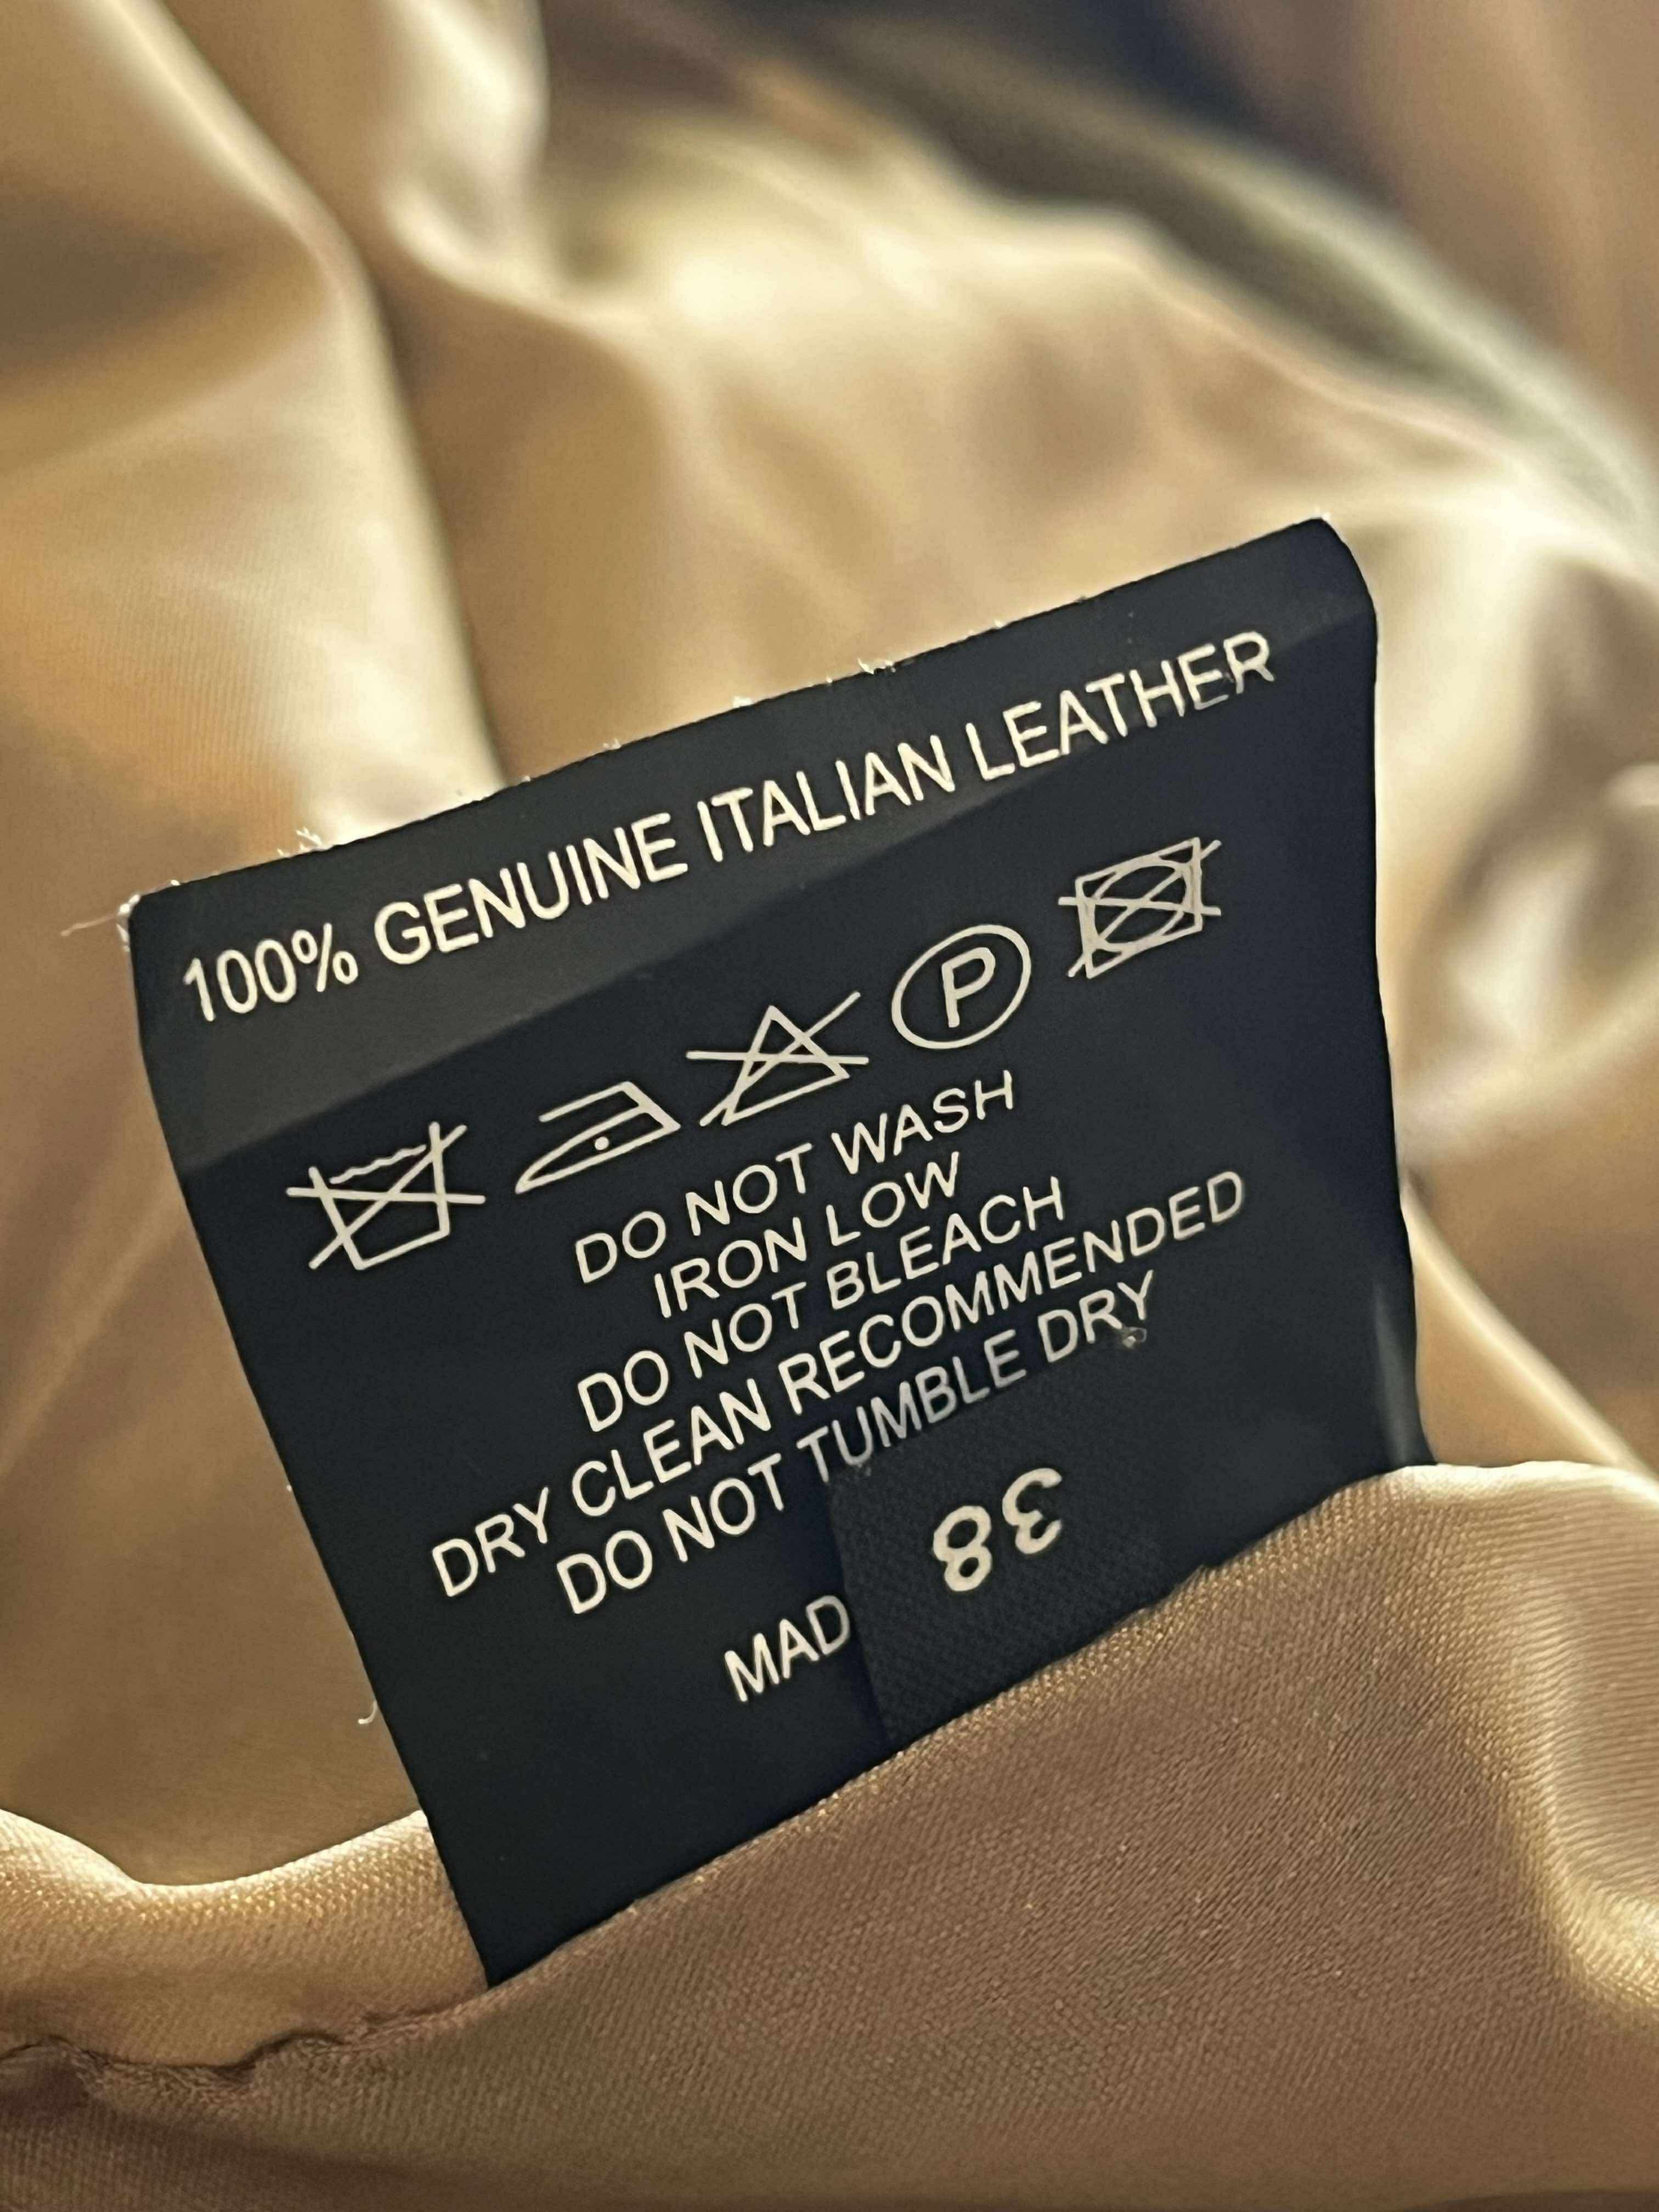 100% GENUINE ITALIAN LEATHER
P
DO NOT WASH
IRON LOW
DO NOT BLEACH
DRY CLEAN RECOMMENDED
DO NOT TUMBLE DRY
MAD
38